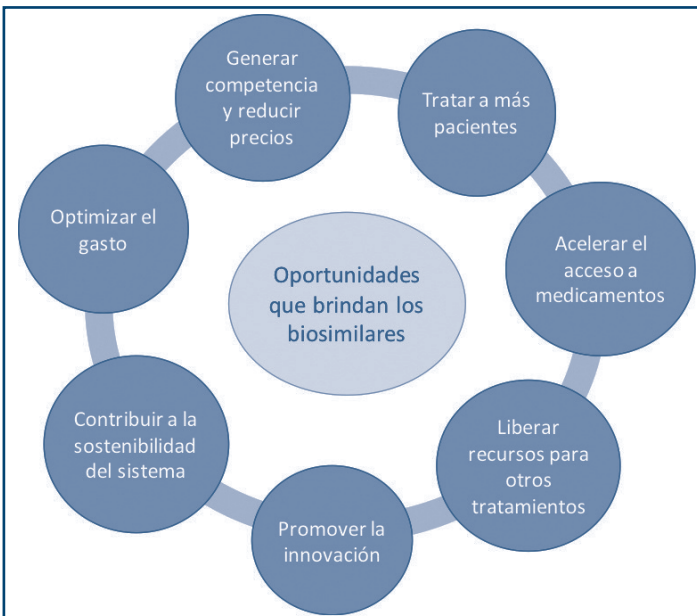 Generar
competencia
y reducir
precios
Tratar a más
pacientes
Acelerar el
acceso a
medicamentos
Liberar
recursos para
otros
tratamientos
Promover la
innovación
Contribuir a la
sostenibilidad
del sistema
Optimizar el
gasto
Oportunidades
que brindan los
biosimilares